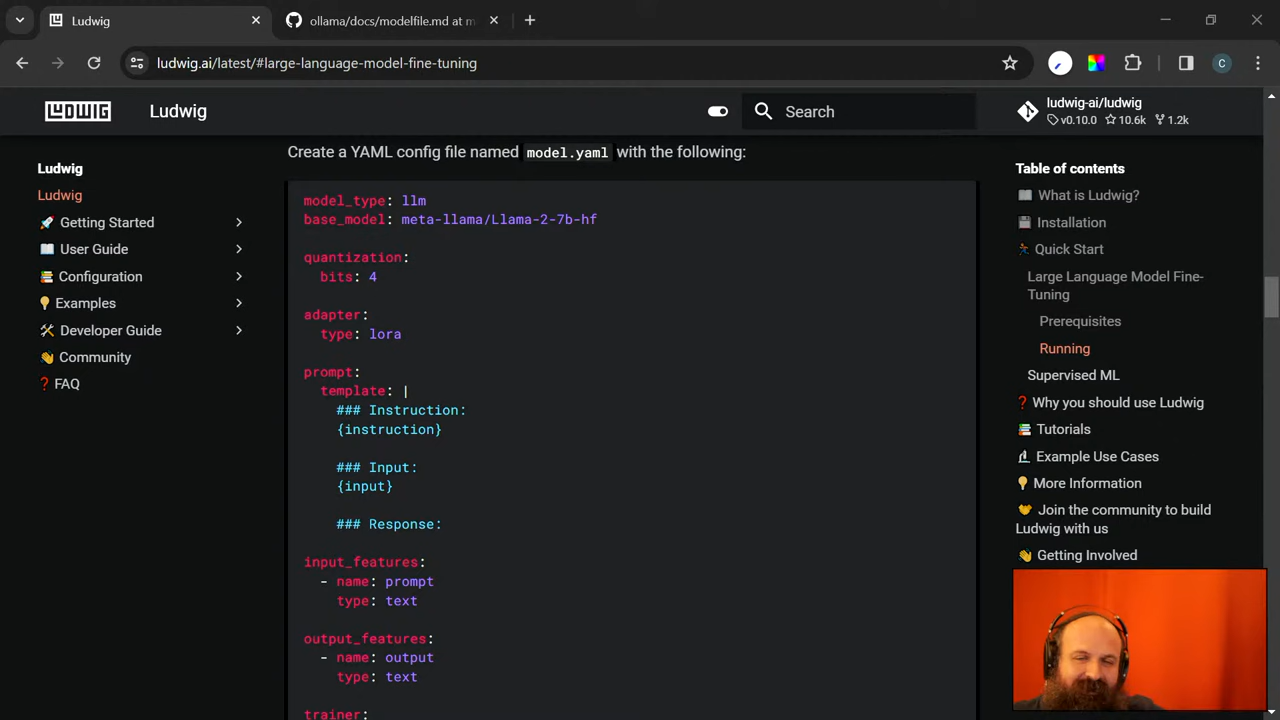 Ludwig
ollama/docs/modelfile.md at m
ludwig.ai/latest/#large-language-model-fine-tuning
C
LUDWIG
Ludwig
Search
ludwig-ai/ludwig
v0.10.0 10.6k 1.2k
Ludwig
Ludwig
Getting Started
User Guide
Configuration
Examples
Developer Guide
Community
FAQ
Create a YAML config file named model.yaml with the following:
model_type: llm
base_model: meta-llama/Llama-2-7b-hf
quantization:
bits: 4
adapter:
type: lora
prompt:
template: |
### Instruction:
{instruction}
### Input:
{input}
### Response:
input_features:
- name: prompt
type: text
output_features:
- name: output
type: text
trainer:
Table of contents
What is Ludwig?
Installation
Quick Start
Large Language Model Fine-
Tuning
Prerequisites
Running
Supervised ML
Why you should use Ludwig
Tutorials
Example Use Cases
More Information
Join the community to build
Ludwig with us
Getting Involved